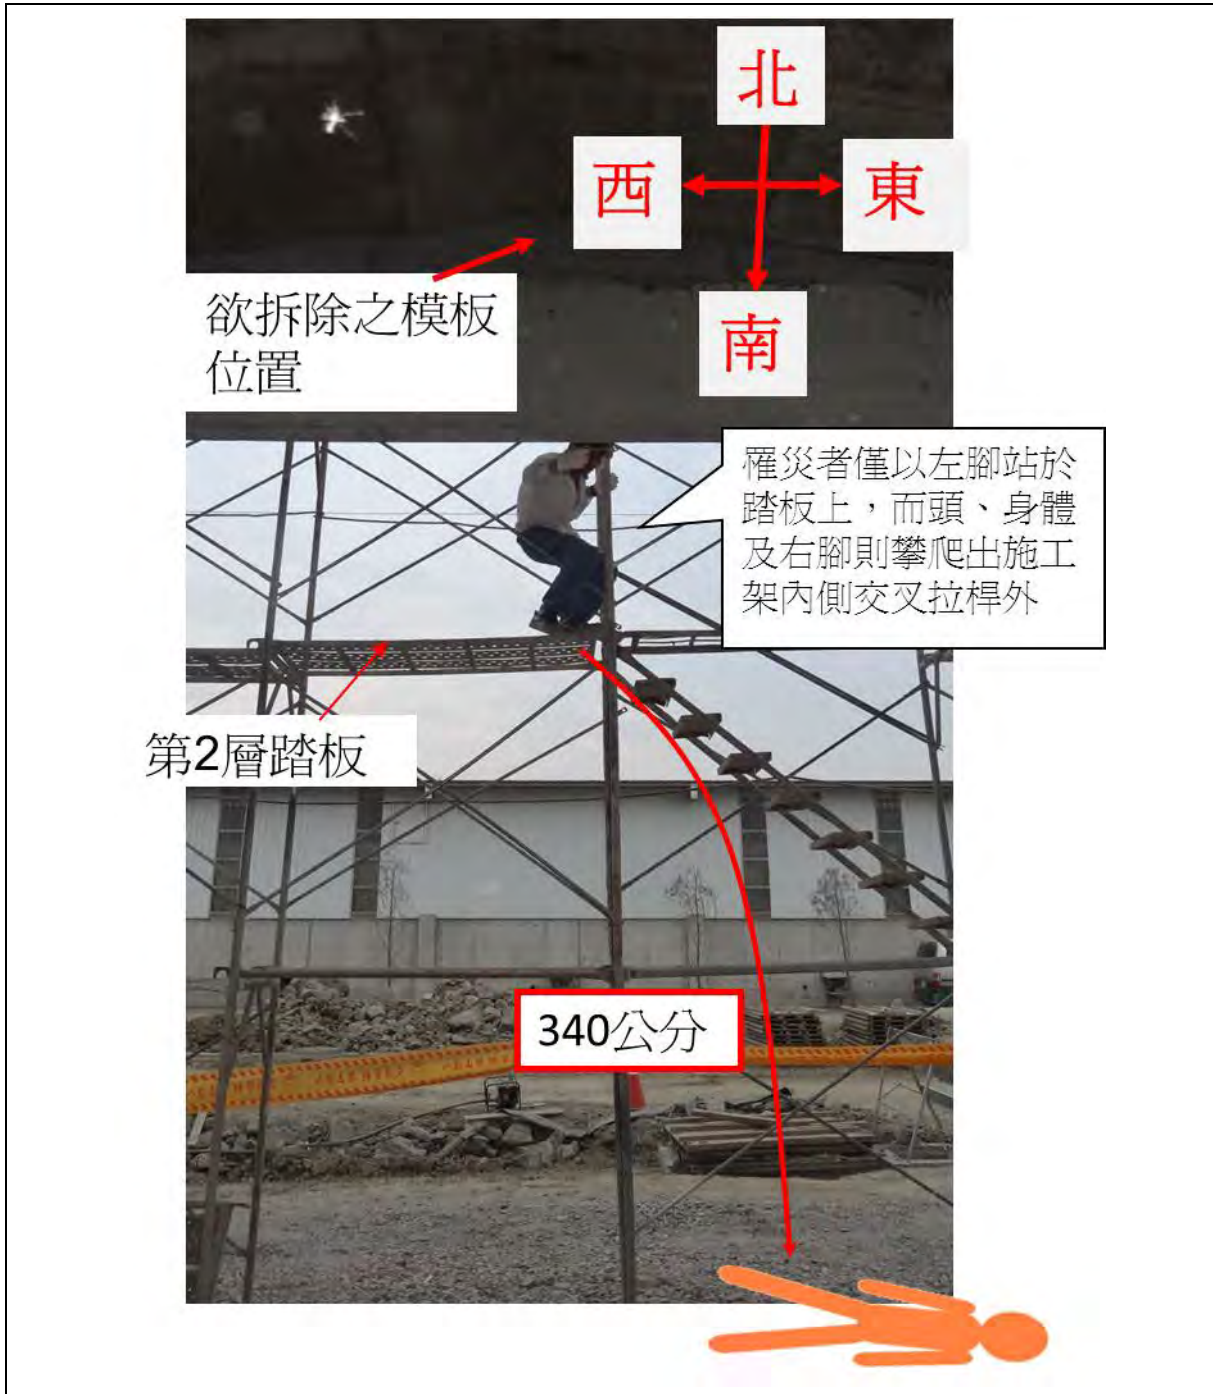 北
西
東
南
欲拆除之模板
位置
罹災者僅以左腳站於
踏板上，而頭、身體
及右腳則攀爬出施工
架內側交叉拉桿外
第2層踏板
340公分